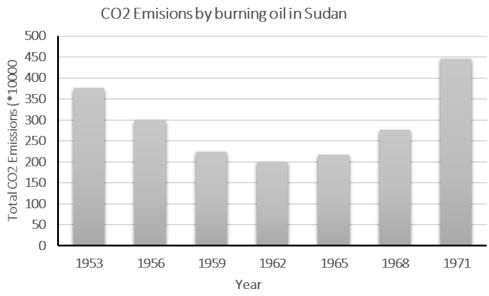 CO2 Emisions by burning oil in Sudan
Total CO2 Emissions (*10000
500
450
400
350
300
250
200
150
100
50
0
1953 1956 1959 1962 1965 1968 1971
Year